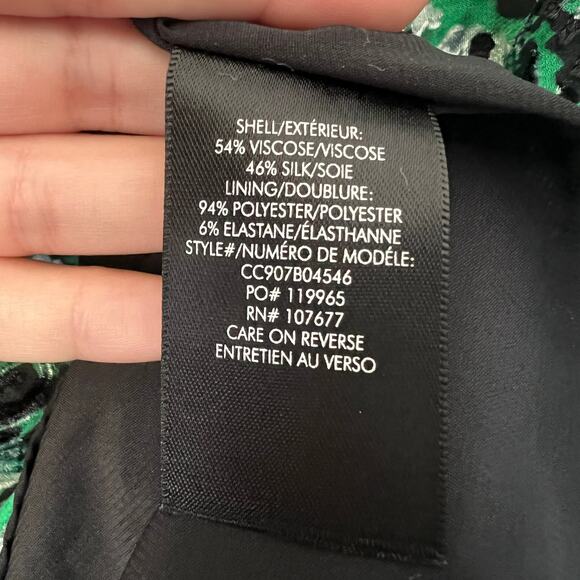 SHELL/EXTÉRIEUR:
54% VISCOSE/VISCOSE
46% SILK/SOIE
LINING/DOUBLURE:
94% POLYESTER/POLYESTER
6% ELASTANE/ÉLASTHANNE
STYLE#/NUMÉRO DE MODÉLE:
CC907B04546
PO# 119965
RN# 107677
CARE ON REVERSE
ENTRETIEN AU VERSO